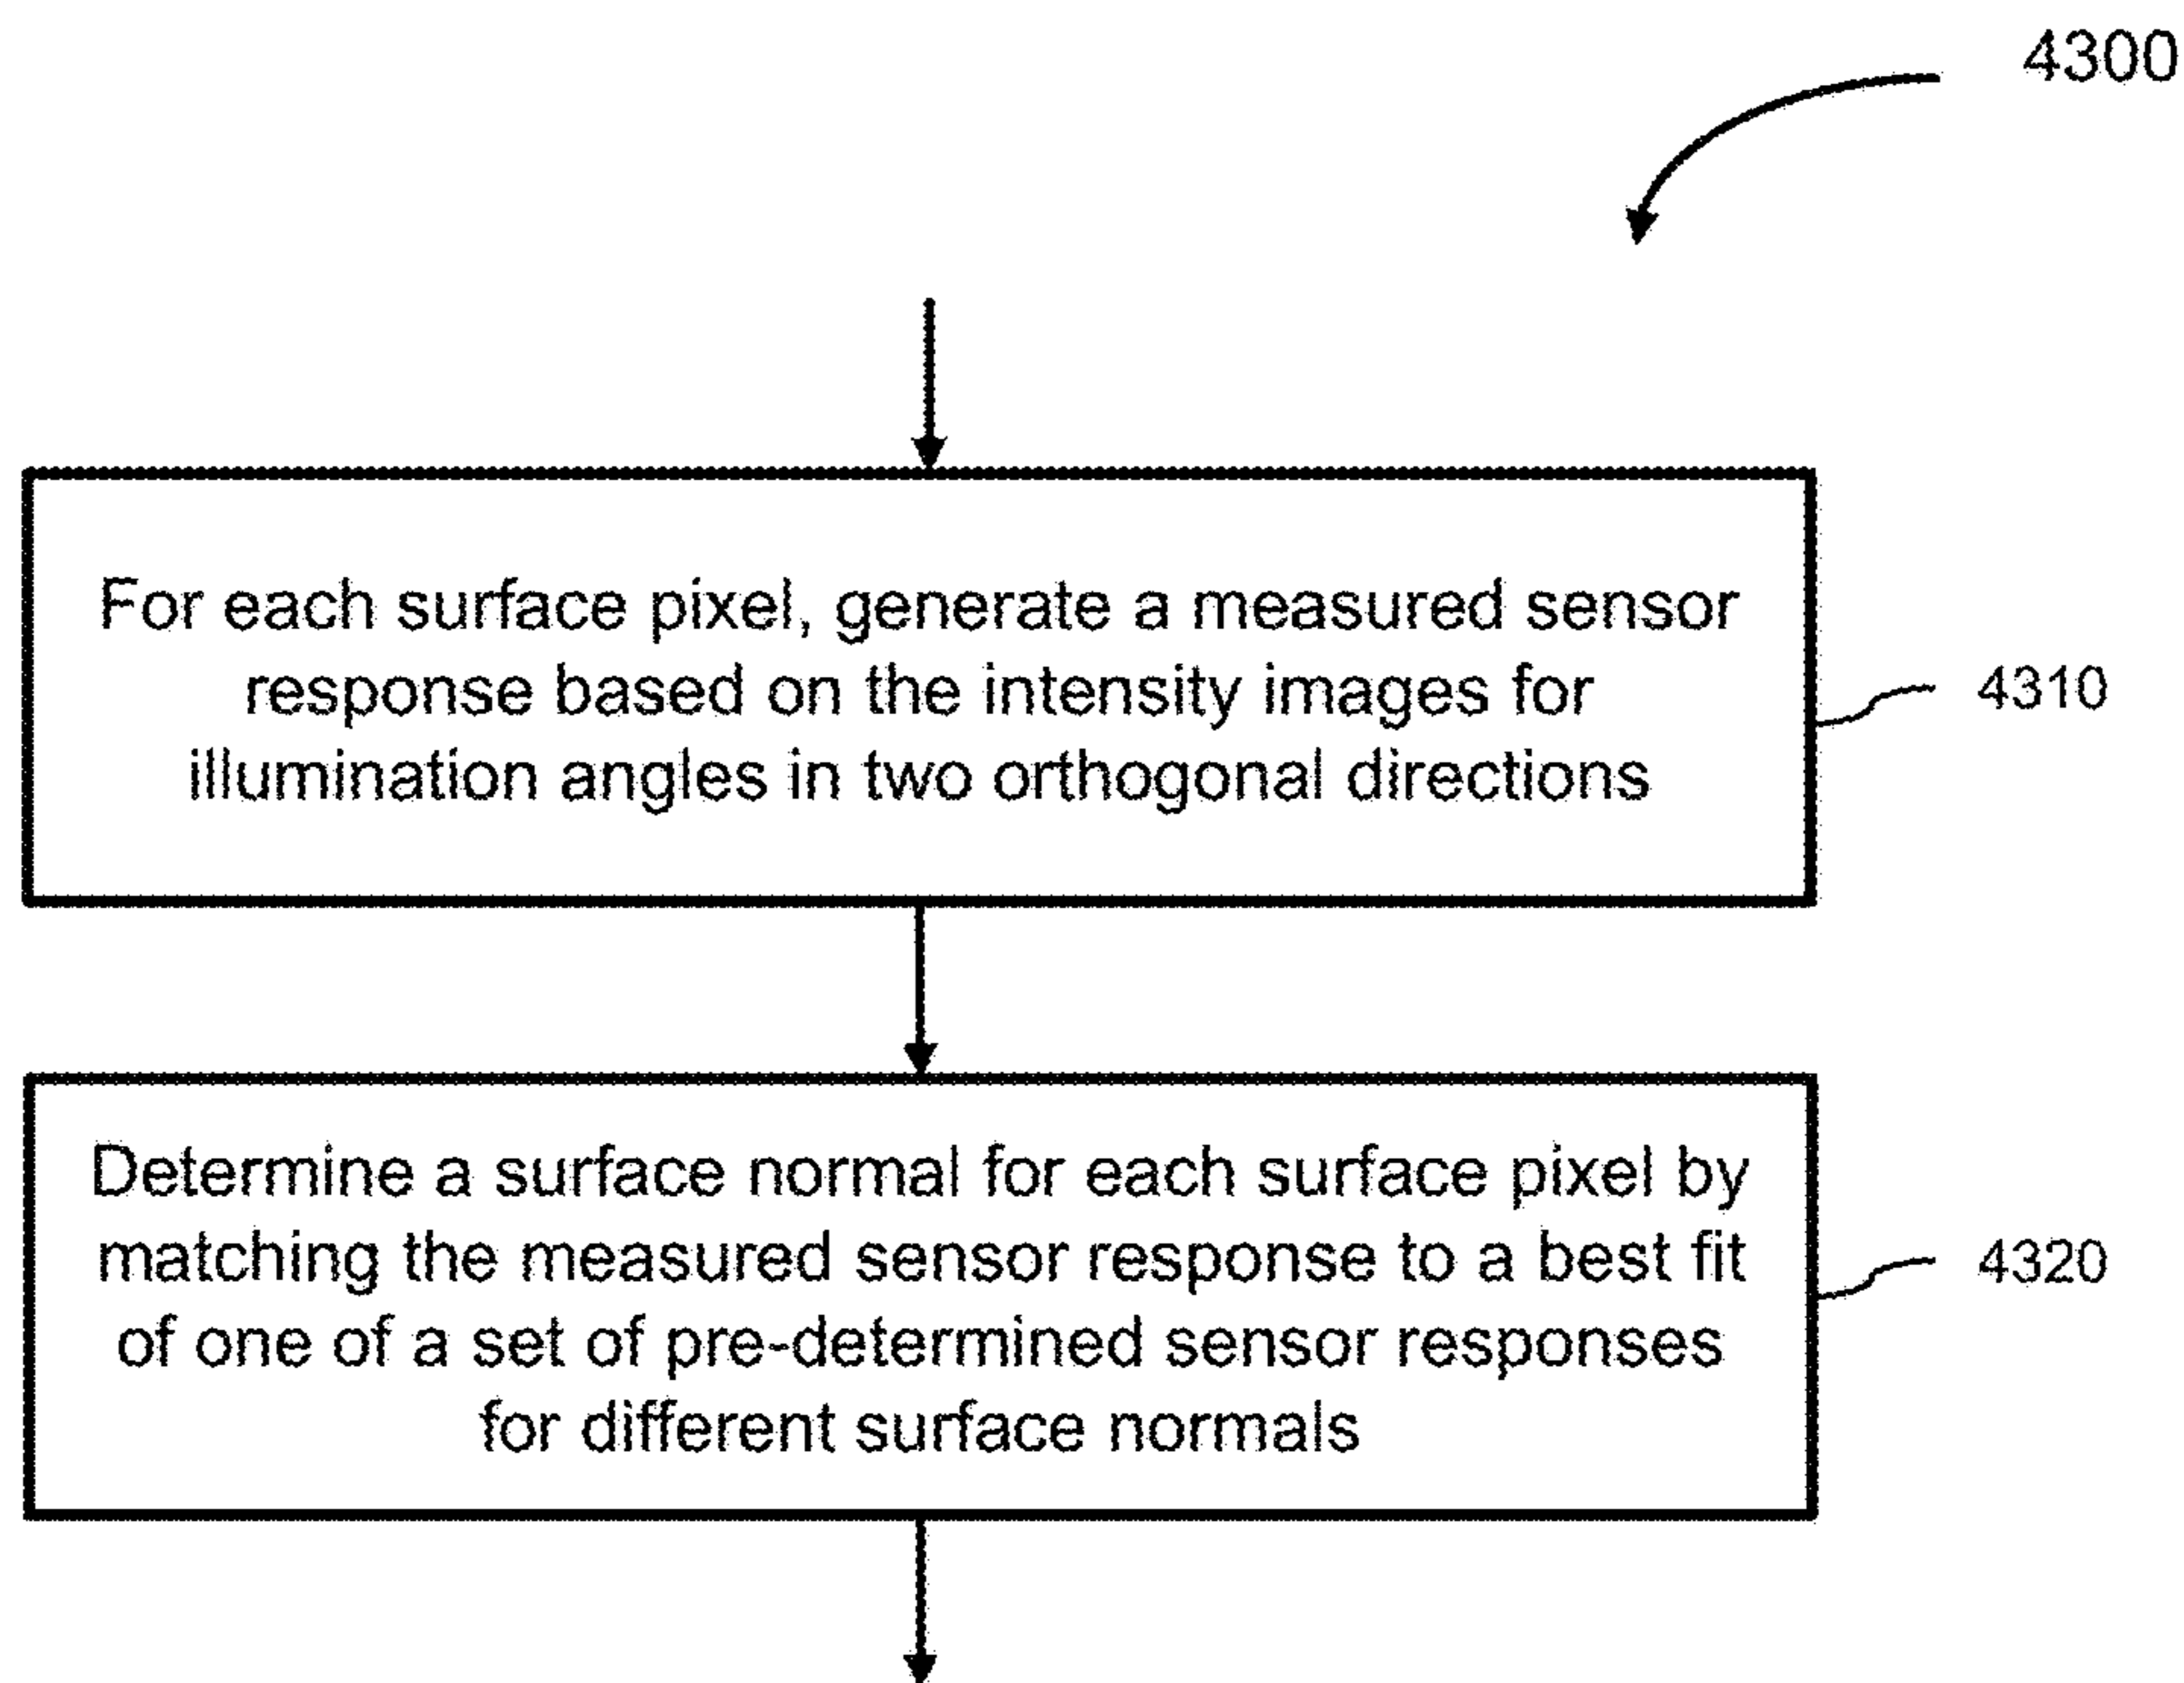 4300
For each surface pixel, generate a measured sensor
response based on the intensity images for
illumination angles in two orthogonal directions
4310
Determine a surface normal for each surface pixel by
matching the measured sensor response to a best fit
of one of a set of pre-determined sensor responses
for different surface normals
4320